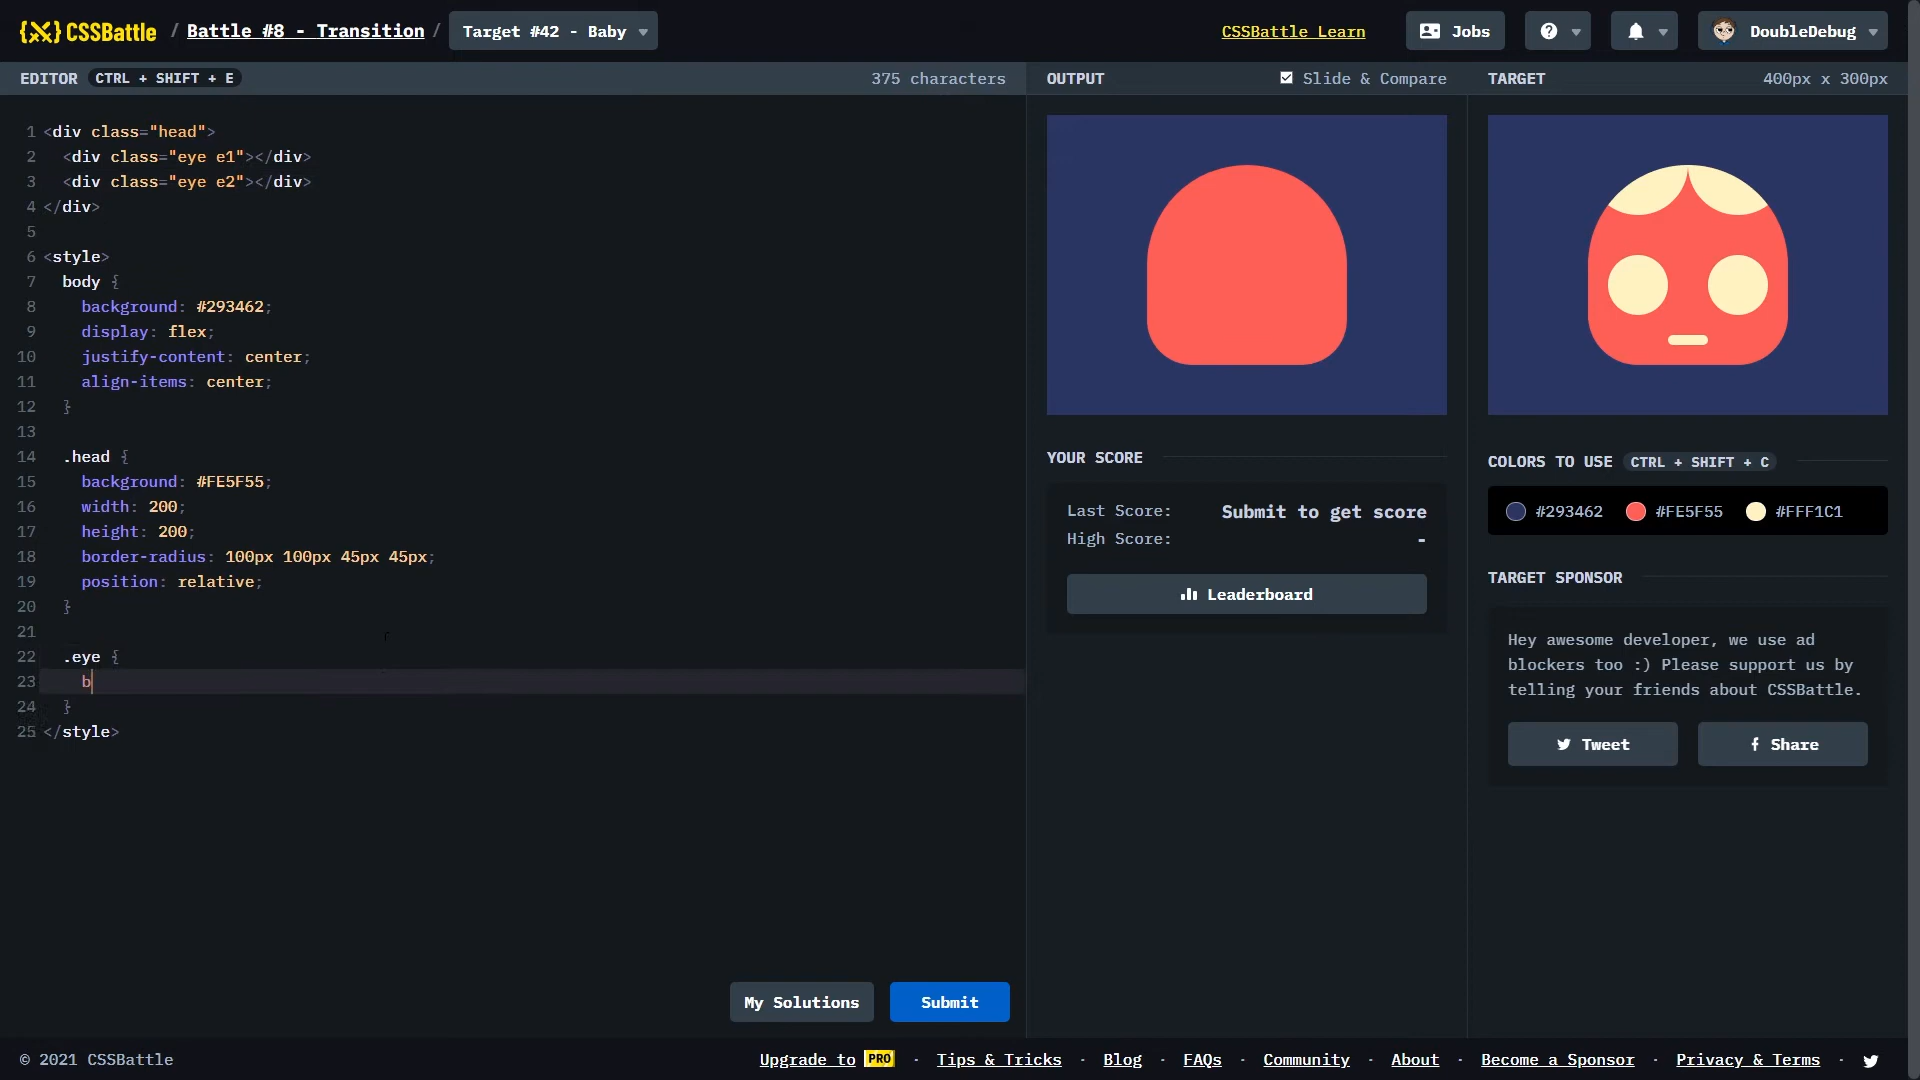 {X} CSSBattle / Battle #8 - Transition / Target #42 - Baby
CSSBattle Learn
Jobs
?
DoubleDebug
EDITOR CTRL + SHIFT + E
375 characters
1 <div class="head">
2 <div class="eye e1"></div>
3 <div class="eye e2"></div>
4 </div>
5
6 <style>
7 body {
8 background: #293462;
9 display: flex;
10 justify-content: center;
11 align-items: center;
12 }
13
14 .head {
15 background: #FE5F55;
16 width: 200;
17 height: 200;
18 border-radius: 100px 100px 45px 45px;
19 position: relative;
20 }
21
22 .eye {
23 b
24 }
25 </style>
My Solutions
Submit
OUTPUT
Slide & Compare
YOUR SCORE
Last Score: Submit to get score
High Score: -
Leaderboard
TARGET
400px x 300px
COLORS TO USE CTRL + SHIFT + C
#293462 #FE5F55 #FFF1C1
TARGET SPONSOR
Hey awesome developer, we use ad
blockers too :) Please support us by
telling your friends about CSSBattle.
Tweet
Share
© 2021 CSSBattle
Upgrade to PRO · Tips & Tricks · Blog · FAQs · Community · About · Become a Sponsor · Privacy & Terms ·